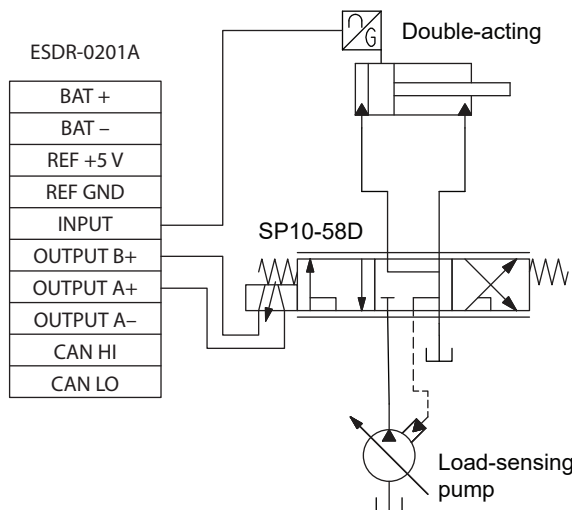 Double-acting
ESDR-0201A
BAT +
BAT –
REF +5 V
REF GND
INPUT
OUTPUT B+
OUTPUT A+
OUTPUT A–
CAN HI
CAN LO
G
SP10-58D
Load-sensing
pump